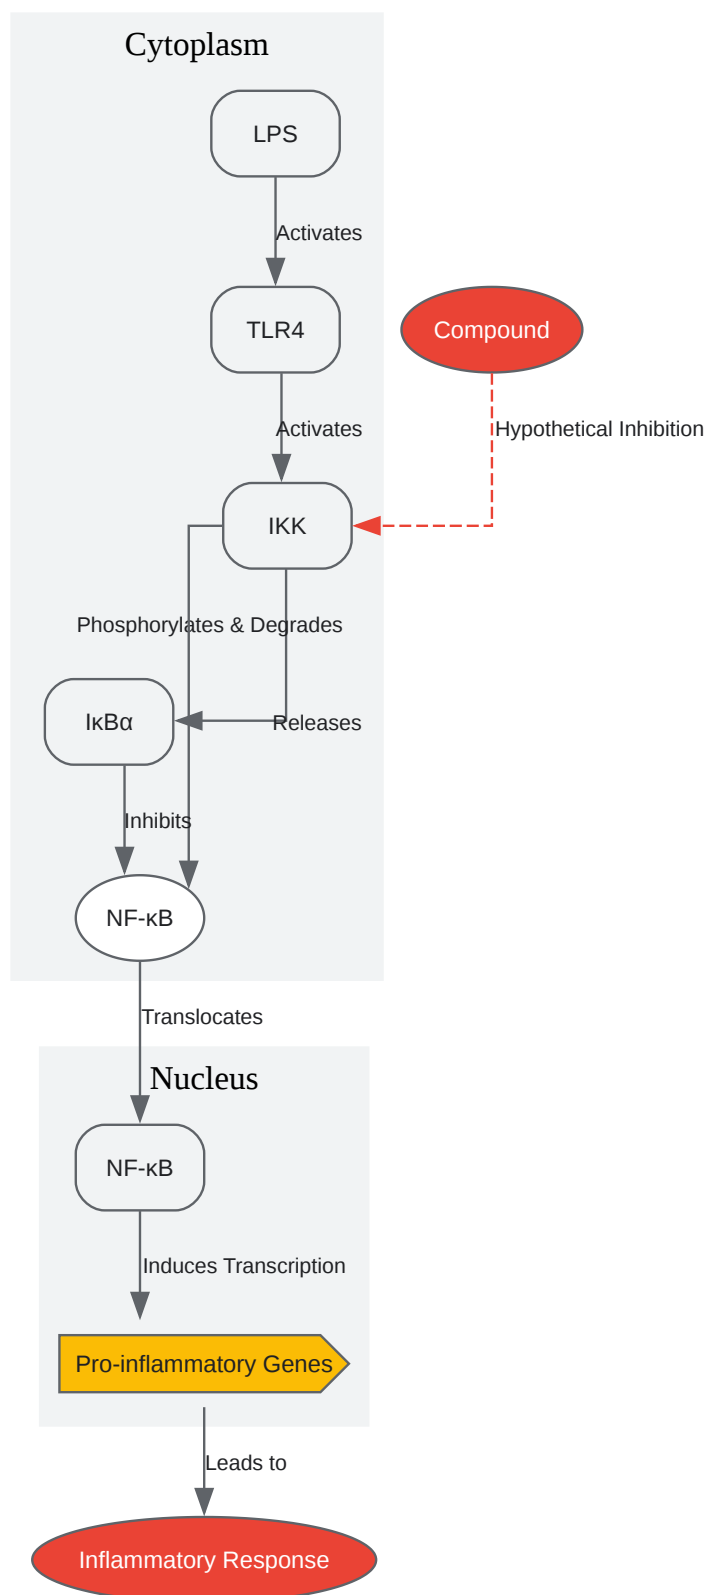 Cytoplasm
LPS
Activates
TLR4
Compound
Activates
Hypothetical Inhibition
IKK
Phosphorylates & Degrades
IκBα
Releases
Inhibits
NF-κB
Translocates
Nucleus
NF-κB
Induces Transcription
Pro-inflammatory Genes
Leads to
Inflammatory Response